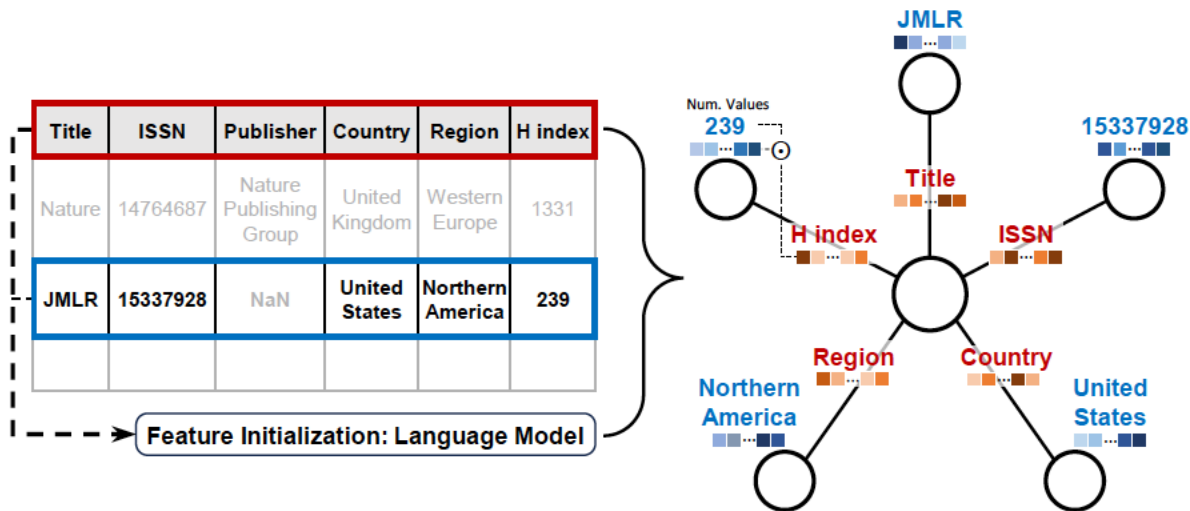 Title ISSN Publisher Country Region H index
Nature 14764687 Nature Publishing Group United Kingdom Western Europe 1331
JMLR 15337928 NaN United States Northern America 239
Feature Initialization: Language Model
JMLR
Num. Values
239
15337928
Title
H index
ISSN
Region
Country
Northern
America
United
States